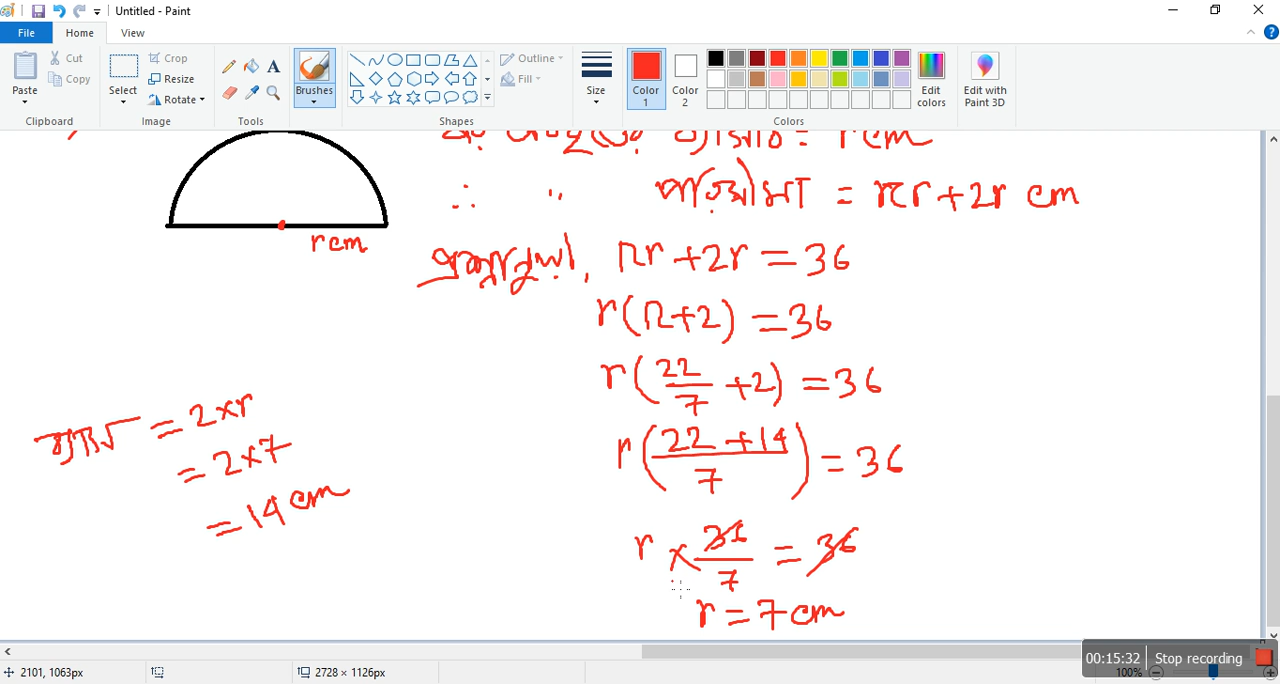 Untitled - Paint
File Home View
Paste
Cut
Copy
Clipboard
Select
Crop
Resize
Rotate
Image
A
Tools
Brushes
Outline
Fill
Shapes
Size
Color 1
Color 2
Edit colors
Colors
Edit with Paint 3D
= r cm
r cm
∴ " = πr + 2r cm
πr + 2r = 36
r(π+2) = 36
r(22/7 + 2) = 36
r(22 + 14/7) = 36
r × 36/7 = 36
r = 7 cm
ব্যাস = 2×r
= 2×7
= 14 cm
2101, 1063px
2728 × 1126px
100%
00:15:32 Stop recording